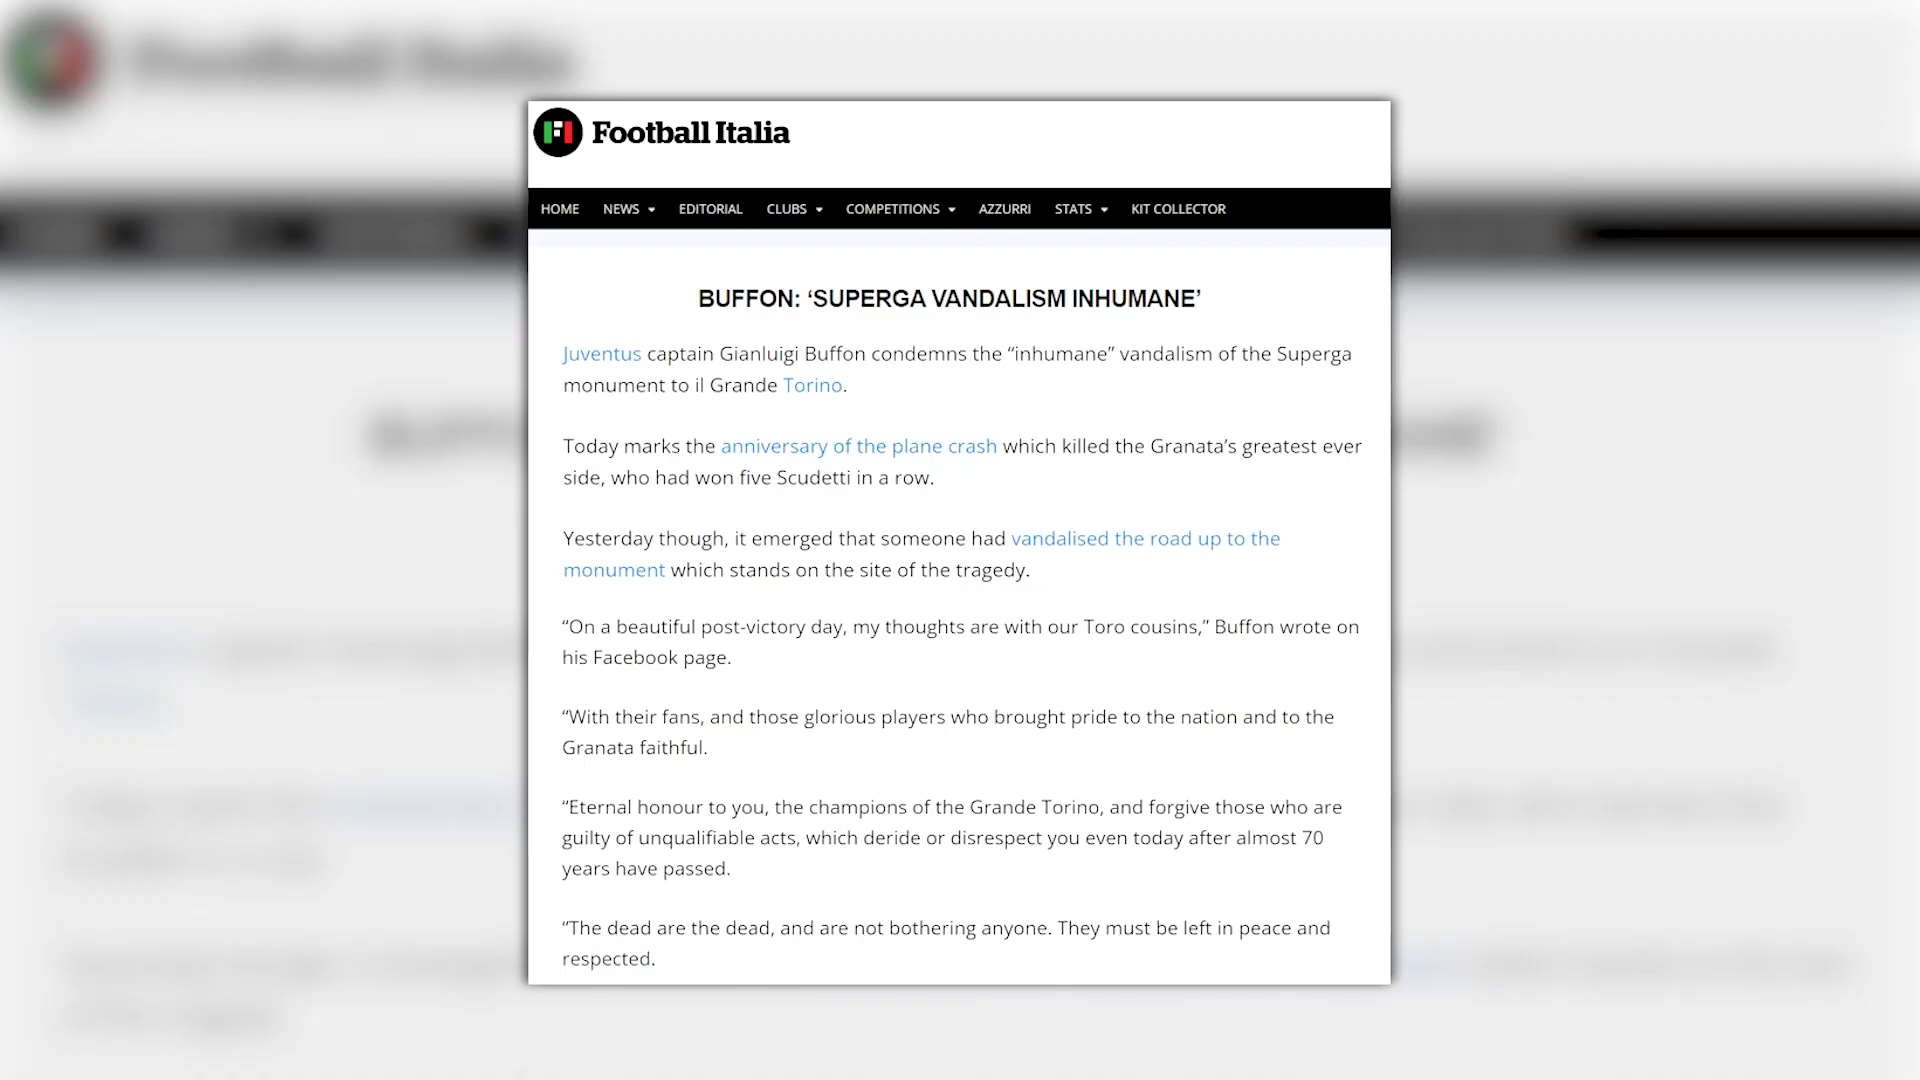 Football Italia
HOME NEWS EDITORIAL CLUBS COMPETITIONS AZZURRI STATS KIT COLLECTOR
BUFFON: ‘SUPERGA VANDALISM INHUMANE’
Juventus captain Gianluigi Buffon condemns the “inhumane” vandalism of the Superga
monument to il Grande Torino.
Today marks the anniversary of the plane crash which killed the Granata’s greatest ever
side, who had won five Scudetti in a row.
Yesterday though, it emerged that someone had vandalised the road up to the
monument which stands on the site of the tragedy.
“On a beautiful post-victory day, my thoughts are with our Toro cousins,” Buffon wrote on
his Facebook page.
“With their fans, and those glorious players who brought pride to the nation and to the
Granata faithful.
“Eternal honour to you, the champions of the Grande Torino, and forgive those who are
guilty of unqualifiable acts, which deride or disrespect you even today after almost 70
years have passed.
“The dead are the dead, and are not bothering anyone. They must be left in peace and
respected.